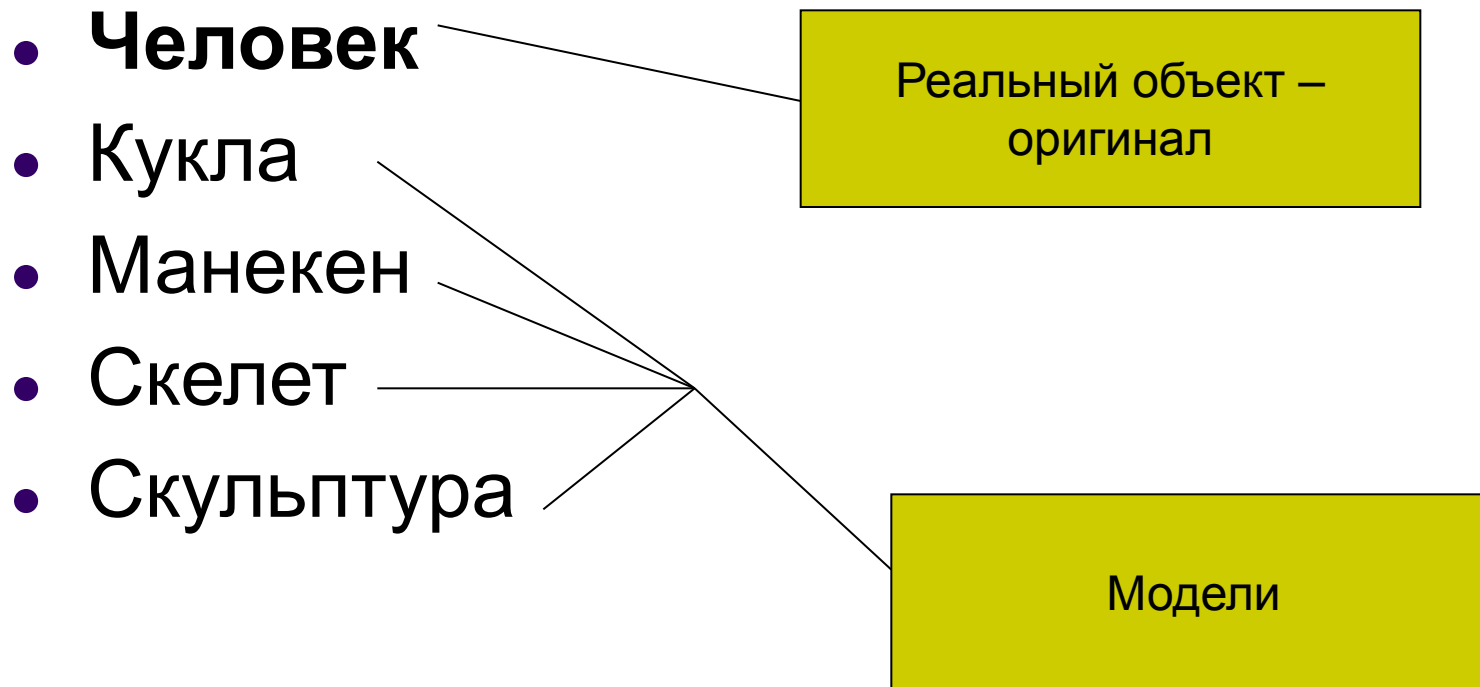 Человек
Кукла
Манекен
Скелет
Скульптура
Реальный объект –
оригинал
Модели